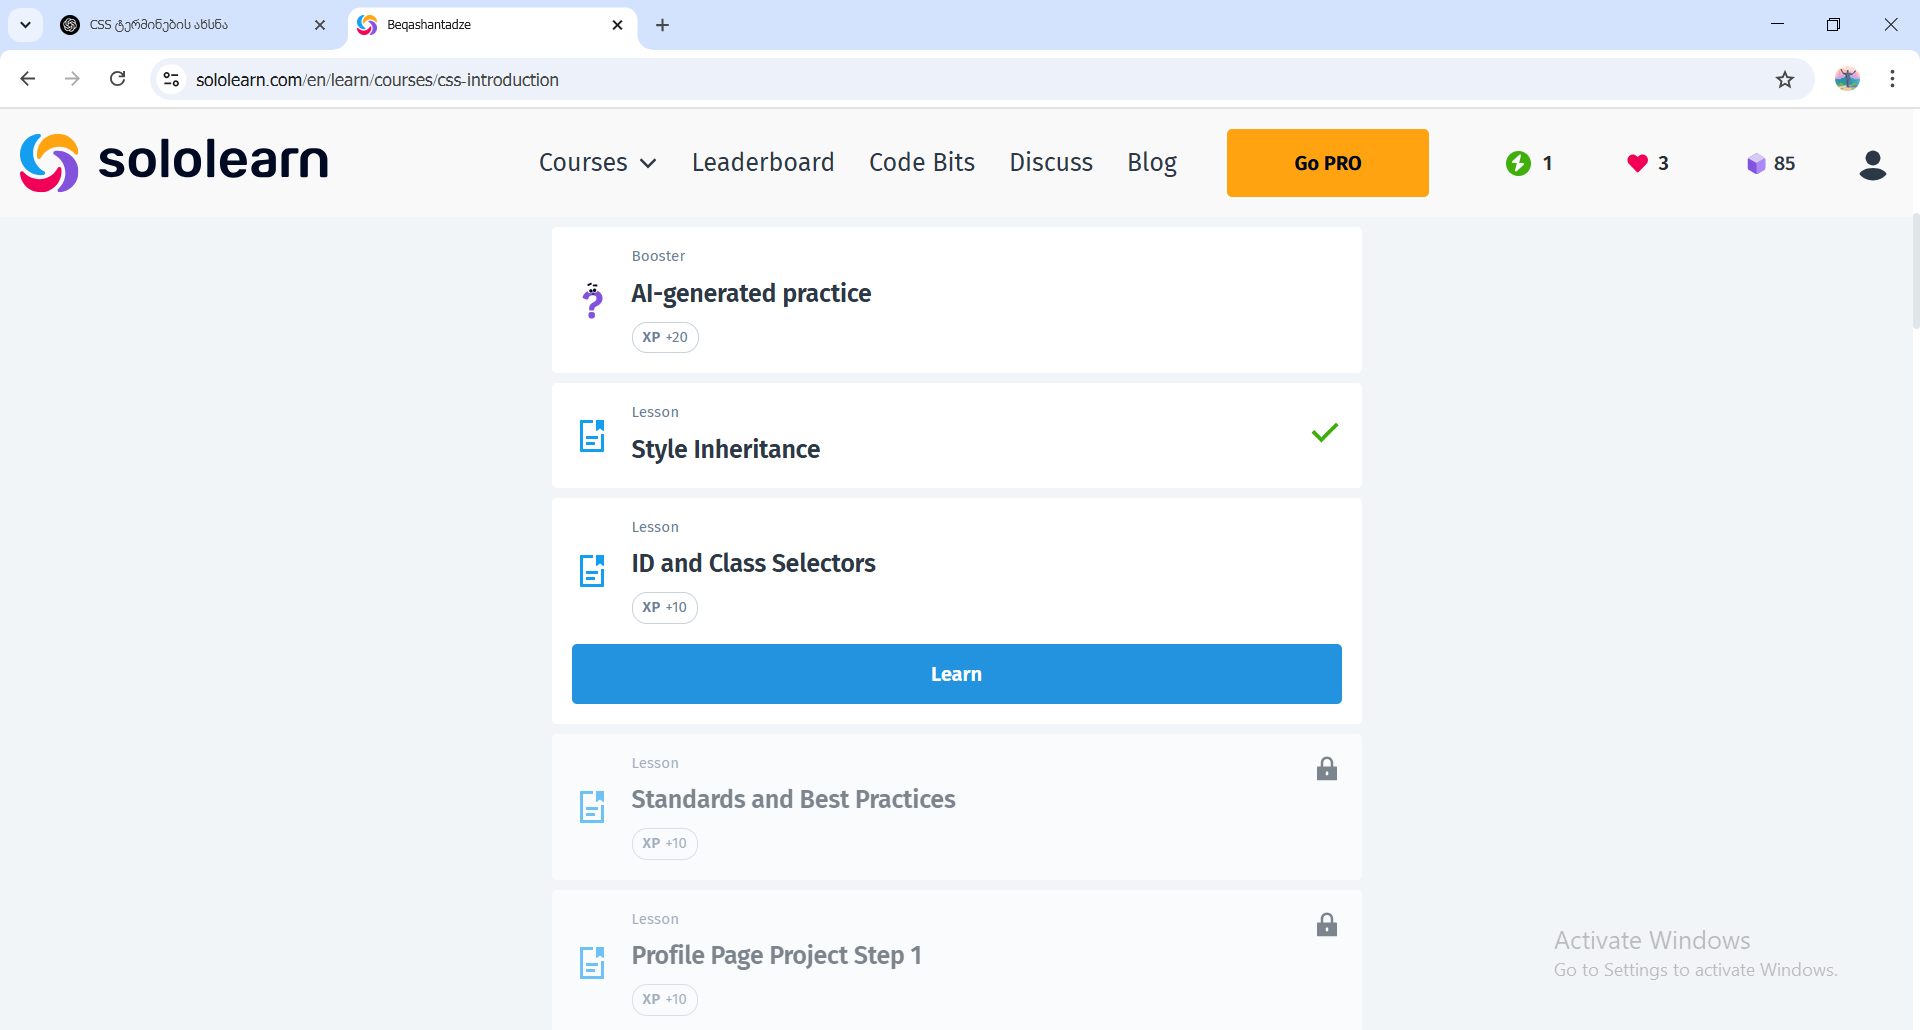 CSS ტერმინების ახსნა
Beqashantadze
sololearn.com/en/learn/courses/css-introduction
sololearn
Courses
Leaderboard
Code Bits
Discuss
Blog
Go PRO
1
3
85
Booster
AI-generated practice
XP +20
Lesson
Style Inheritance
Lesson
ID and Class Selectors
XP +10
Learn
Lesson
Standards and Best Practices
XP +10
Lesson
Profile Page Project Step 1
XP +10
Activate Windows
Go to Settings to activate Windows.